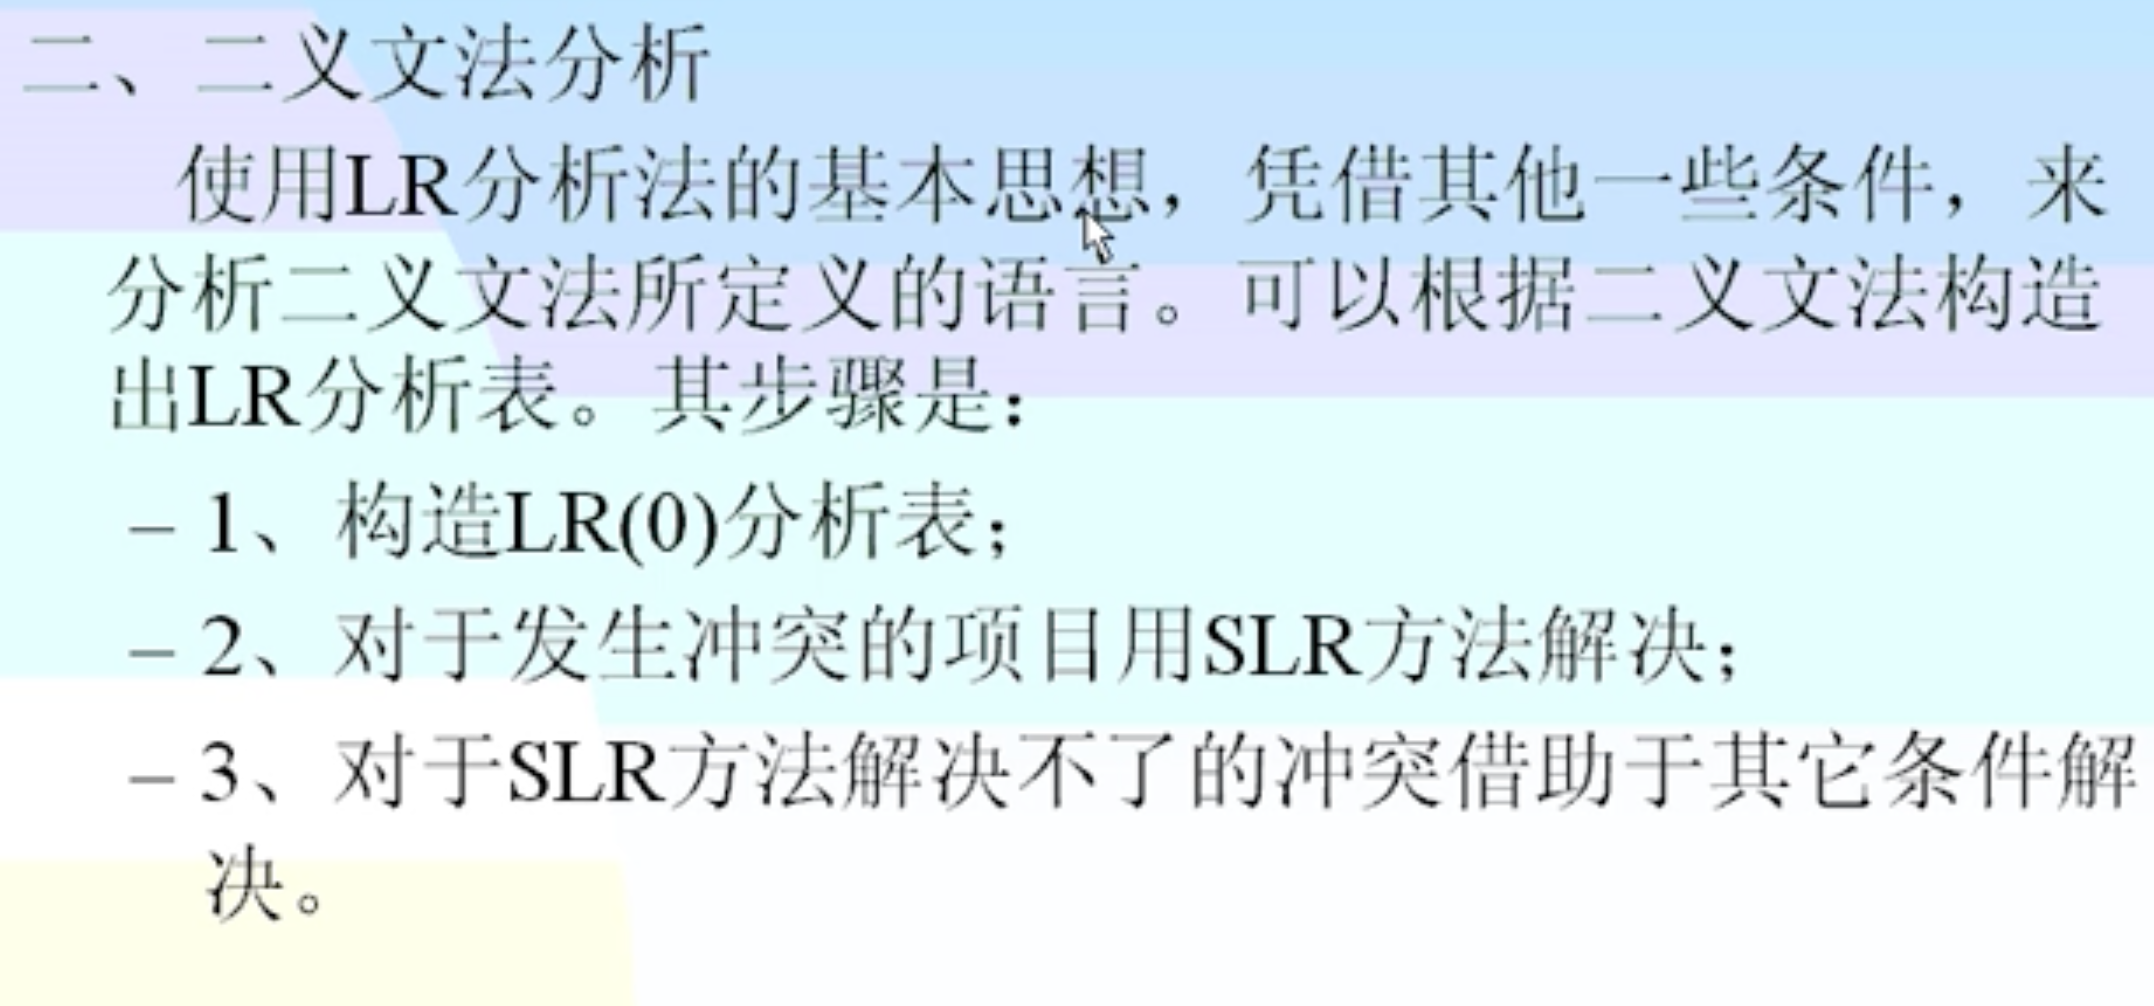 二、二义文法分析
使用LR分析法的基本思想，凭借其他一些条件，来
分析二义文法所定义的语言。可以根据二义文法构造
出LR分析表。其步骤是：
– 1、构造LR(0)分析表；
– 2、对于发生冲突的项目用SLR方法解决；
– 3、对于SLR方法解决不了的冲突借助于其它条件解
决。